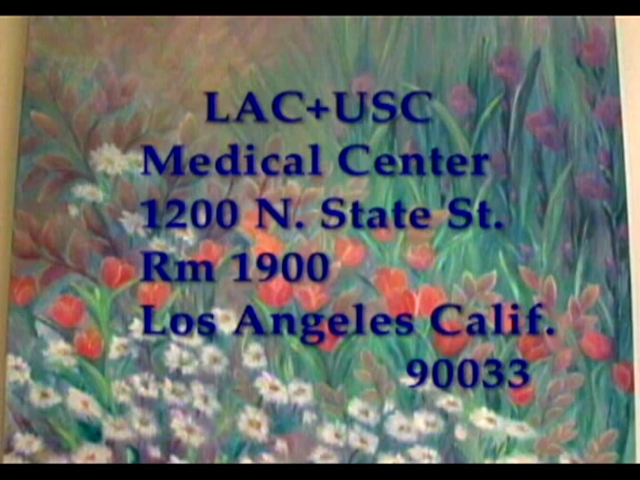 LAC+USC
Medical Center
1200 N. State St.
Rm 1900
Los Angeles Calif.
90033